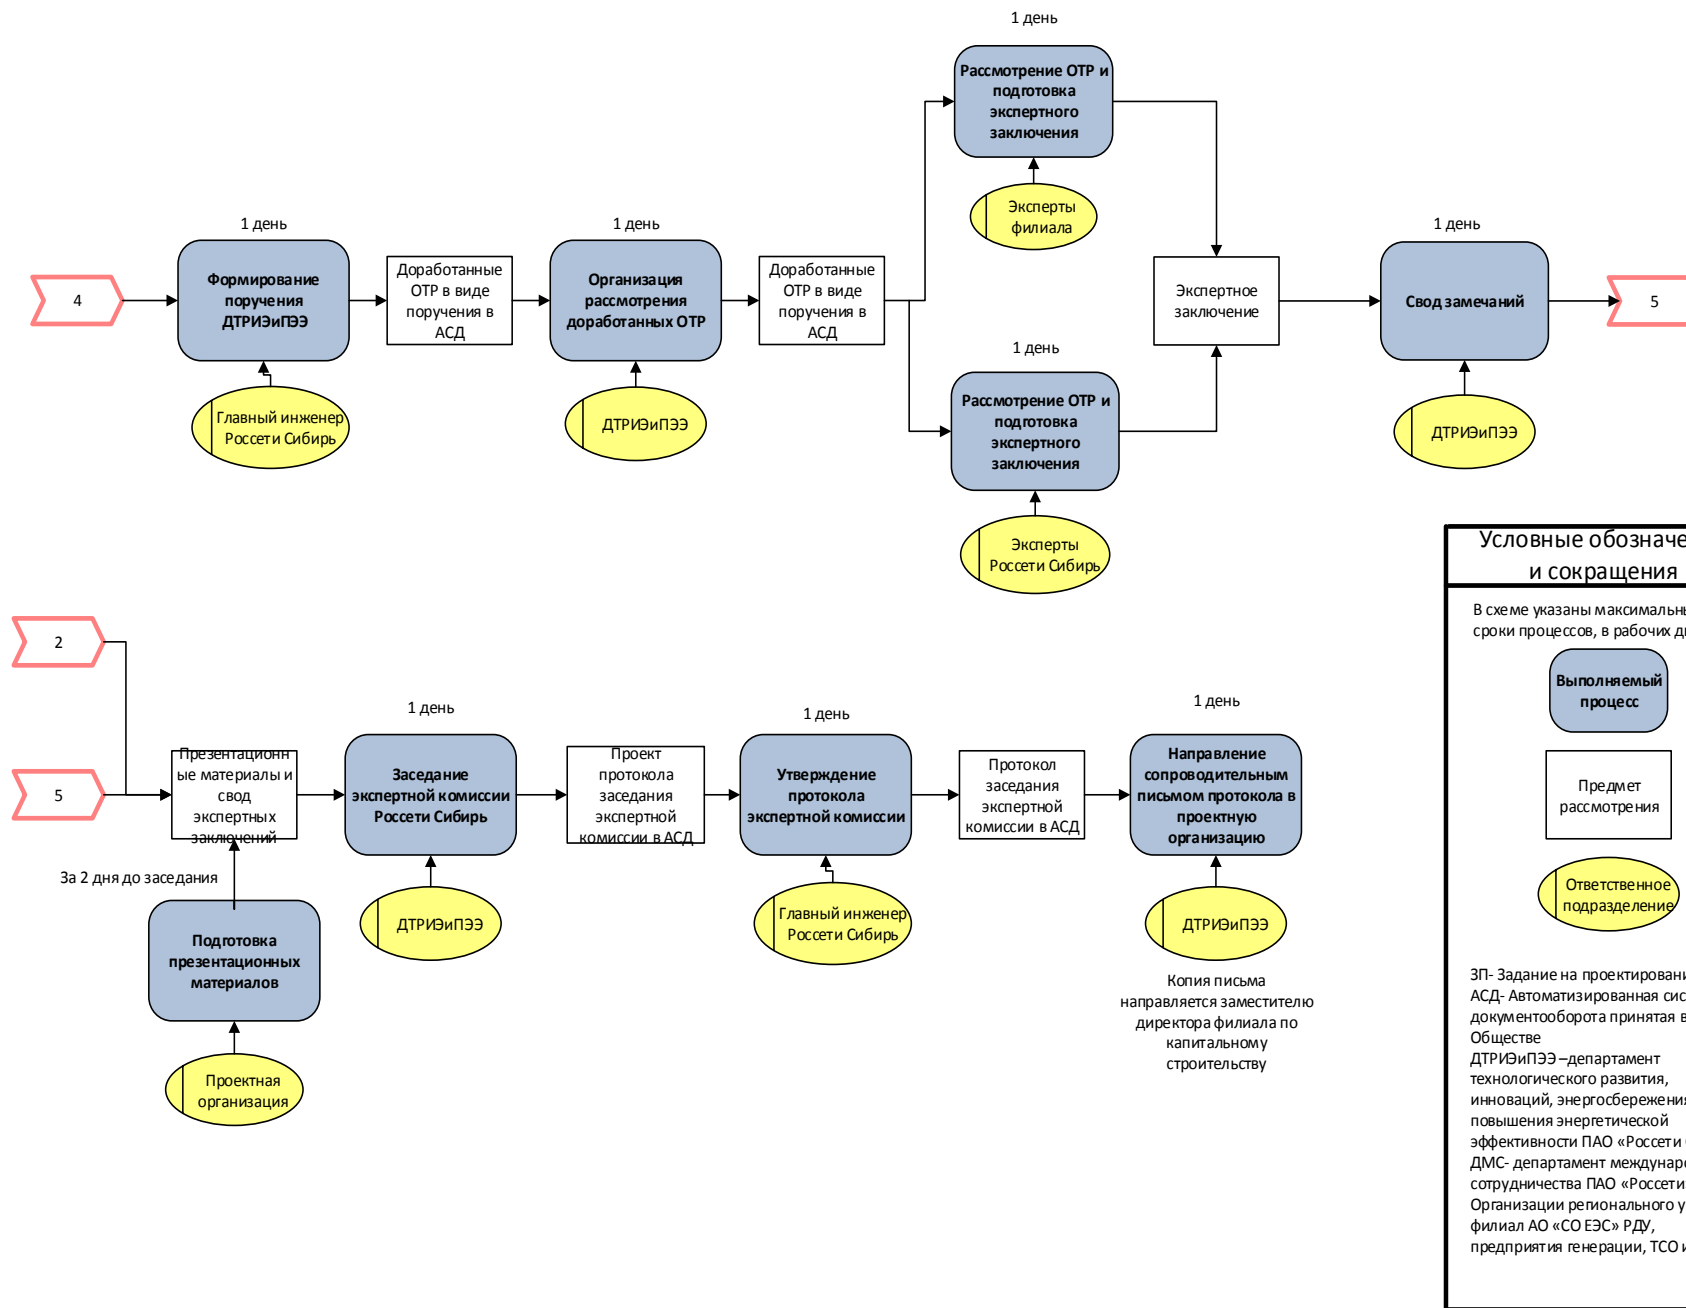 1 день
Рассмотрение ОТР и
подготовка
экспертного
заключения
Эксперты
филиала
1 день
1 день
1 день
4
Формирование
поручения
ДТРИЭиПЭЭ
Доработанные
ОТР в виде
поручения в
АСД
Организация
рассмотрения
доработанных ОТР
Доработанные
ОТР в виде
поручения в
АСД
Экспертное
заключение
Свод замечаний
5
Главный инженер
Россети Сибирь
ДТРИЭиПЭЭ
1 день
Рассмотрение ОТР и
подготовка
экспертного
заключения
ДТРИЭиПЭЭ
Эксперты
Россети Сибирь
2
5
1 день
1 день
1 день
Презентационн
ые материалы и
свод
экспертных
заключений
Заседание
экспертной комиссии
Россети Сибирь
Проект
протокола
заседания
экспертной
комиссии в АСД
Утверждение
протокола
экспертной комиссии
Протокол
заседания
экспертной
комиссии в АСД
Направление
сопроводительным
письмом протокола в
проектную
организацию
За 2 дня до заседания
Подготовка
презентационных
материалов
Проектная
организация
ДТРИЭиПЭЭ
Главный инженер
Россети Сибирь
ДТРИЭиПЭЭ
Копия письма
направляется заместителю
директора филиала по
капитальному
строительству
Условные обозначе
и сокращения
В схеме указаны максимальн
сроки процессов, в рабочих д
Выполняемый
процесс
Предмет
рассмотрения
Ответственное
подразделение
ЗП- Задание на проектировани
АСД- Автоматизированная сис
документооборота принятая в
Обществе
ДТРИЭиПЭЭ –департамент
технологического развития,
инноваций, энергосбережения
повышения энергетической
эффективности ПАО «Россети
ДМС- департамент междунаро
сотрудничества ПАО «Россети
Организации регионального у
филиал АО «СО ЕЭС» РДУ,
предприятия генерации, ТСО и